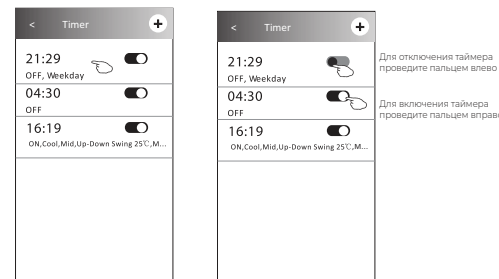 < Timer +
21:29
OFF, Weekday
04:30
OFF
16:19
ON,Cool,Mid,Up-Down Swing 25℃,M...
< Timer +
21:29
OFF, Weekday
04:30
OFF
16:19
ON,Cool,Mid,Up-Down Swing 25℃,M...
Для отключения таймера
проведите пальцем влево
Для включения таймера
проведите пальцем вправо